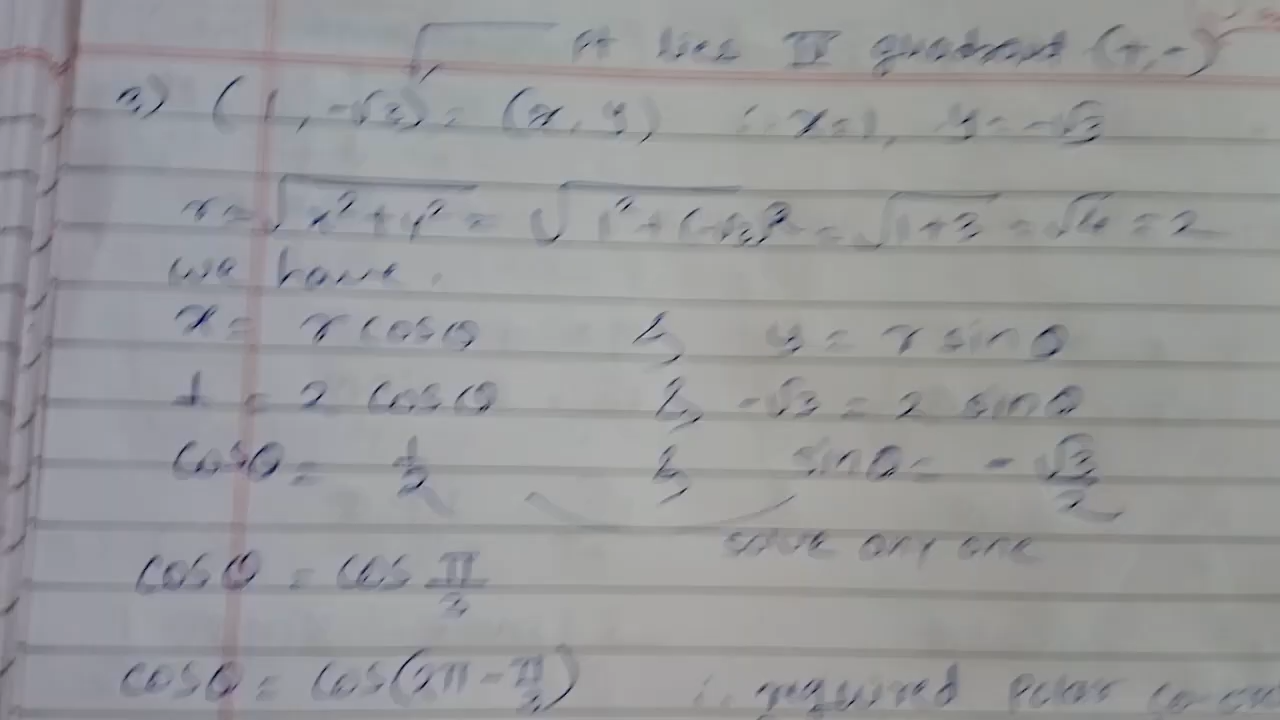 It lies IV quadrant (+,-)
3) (1, -√3) = (x, y) ∴ x=1, y=-√3
r = √x²+y² = √1²+(-√3)² = √1+3 = √4 = 2
we have.
x = r cosθ & y = r sinθ
1 = 2 cosθ & -√3 = 2 sinθ
cosθ = 1/2 & sinθ = -√3/2
solve any one
cosθ = cos π/3
cosθ = cos(2π - π/3) ∴ required Polar